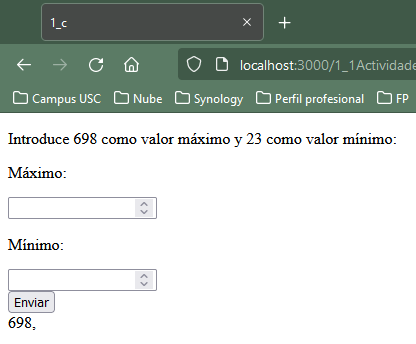 1_c
localhost:3000/1_1Actividade
Campus USC Nube Synology Perfil profesional FP
Introduce 698 como valor máximo y 23 como valor mínimo:
Máximo:
Mínimo:
Enviar
698,